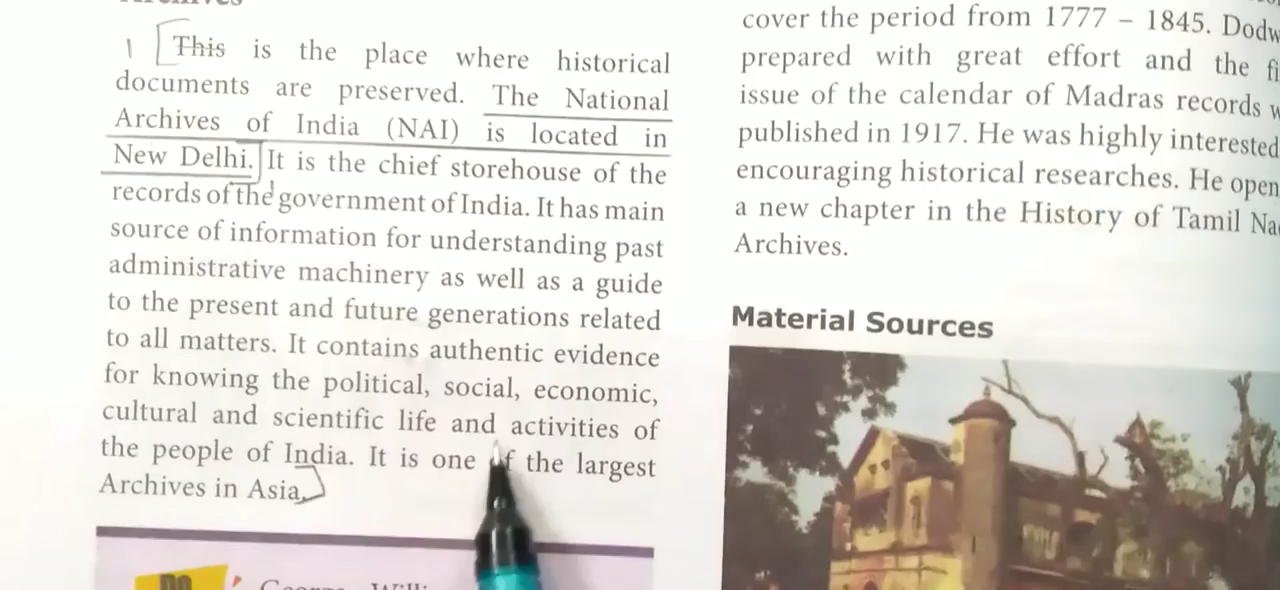 This is the place where historical
documents are preserved. The National
Archives of India (NAI) is located in
New Delhi. It is the chief storehouse of the
records of the government of India. It has main
source of information for understanding past
administrative machinery as well as a guide
to the present and future generations related
to all matters. It contains authentic evidence
for knowing the political, social, economic,
cultural and scientific life and activities of
the people of India. It is one of the largest
Archives in Asia.
cover the period from 1777 – 1845.
prepared with great effort and the
issue of the calendar of Madras records
published in 1917. He was highly interested
encouraging historical researches. He open
a new chapter in the History of Tamil
Archives.
Material Sources